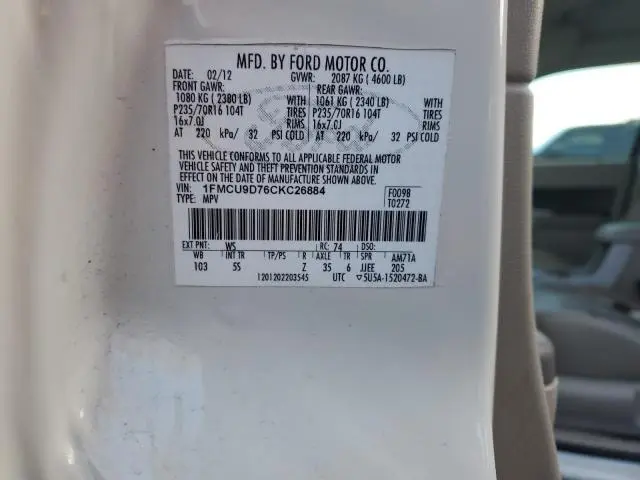 MFD. BY FORD MOTOR CO.
DATE: 02/12 GVWR: 2087 KG ( 4600 LB)
FRONT GAWR: REAR GAWR:
1080 KG ( 2380 LB) WITH 1061 KG ( 2340 LB) WITH
P235/70R16 104T TIRES P235/70R16 104T TIRES
16x7.0J RIMS 16x7.0J RIMS
AT 220 kPa/ 32 PSI COLD AT 220 kPa/ 32 PSI COLD
THIS VEHICLE CONFORMS TO ALL APPLICABLE FEDERAL MOTOR
VEHICLE SAFETY AND THEFT PREVENTION STANDARDS IN
EFFECT ON THE DATE OF MANUFACTURE SHOWN ABOVE.
VIN: 1FMCU9D76CKC26884 F0098
TYPE: MPV T0272
EXT PNT: WS RC: 74 DSO:
WB INT TR TP/PS R AXLE TR SPR AM71A
103 5S Z 35 6 JJEE 205
1201202203545 UTC 5U5A-1520472-BA